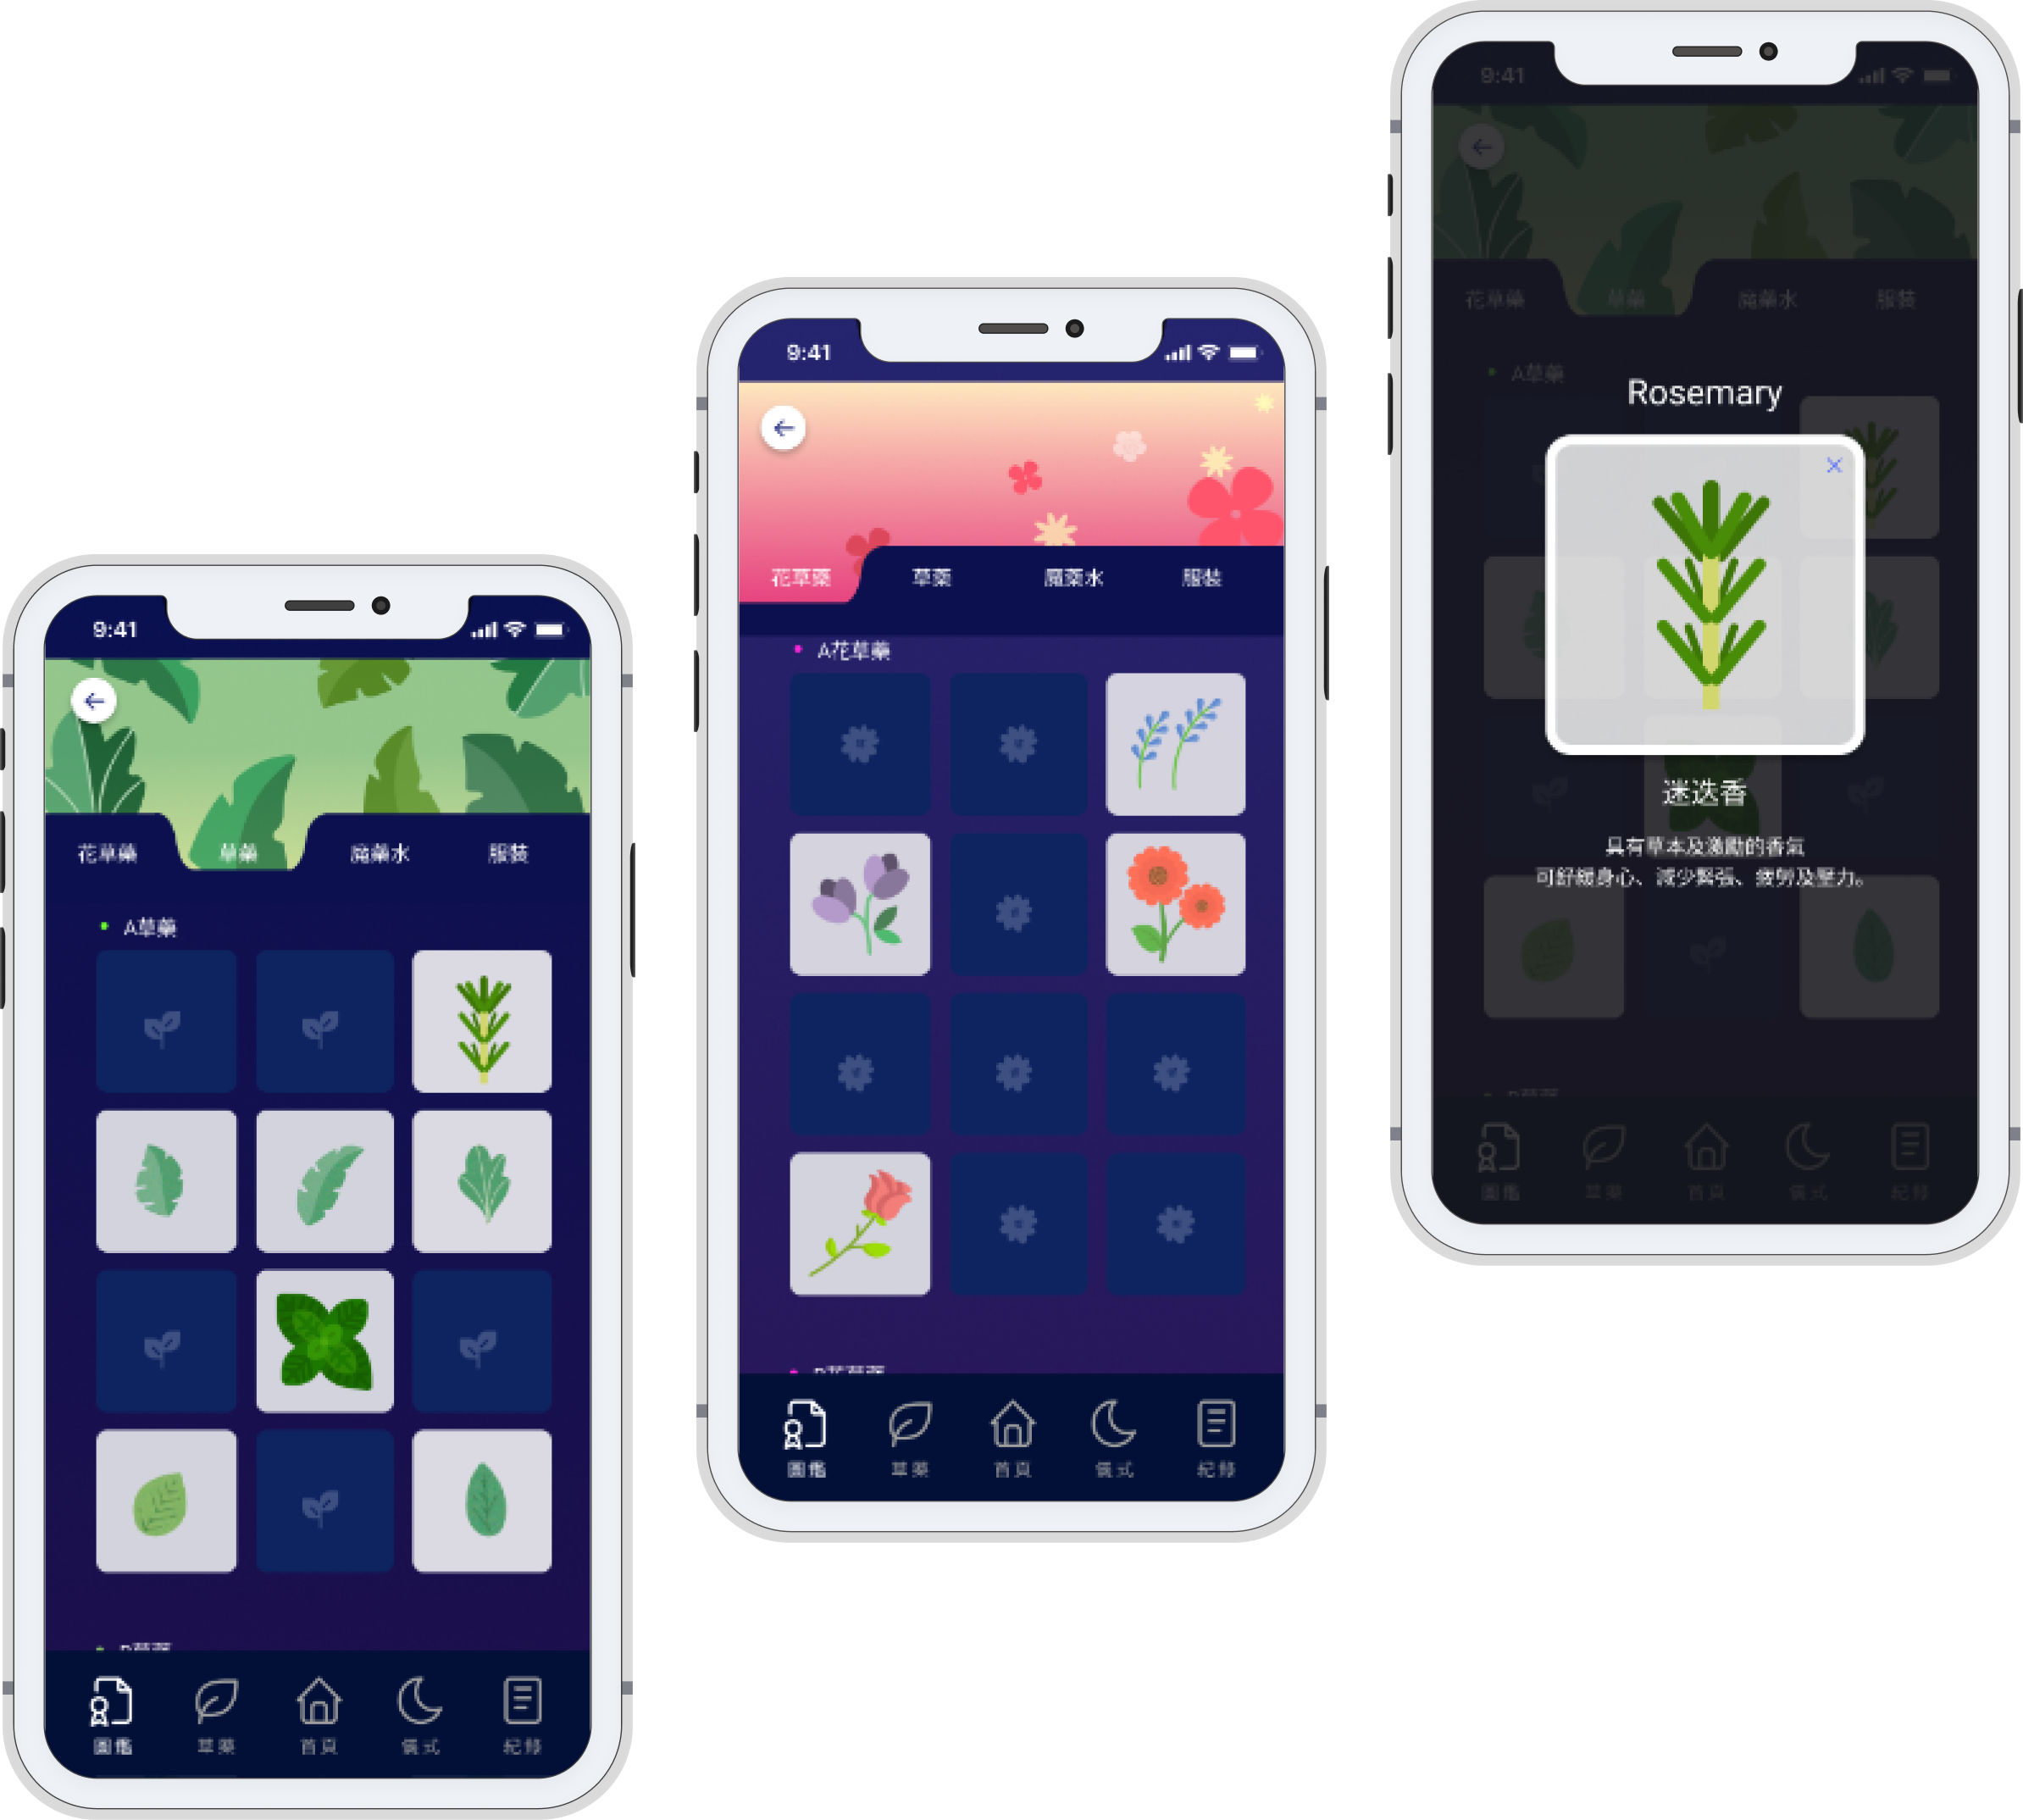 9:41
花草藥 草藥 魔藥水 服裝
A草藥
B草藥
圖鑑 草藥 首頁 儀式 紀錄
9:41
花草藥 草藥 魔藥水 服裝
A花草藥
B花草藥
圖鑑 草藥 首頁 儀式 紀錄
9:41
花草藥 草藥 魔藥水 服裝
A草藥
Rosemary
迷迭香
具有草本及激勵的香氣
可舒緩身心、減少緊張、疲勞及壓力。
B草藥
圖鑑 草藥 首頁 儀式 紀錄